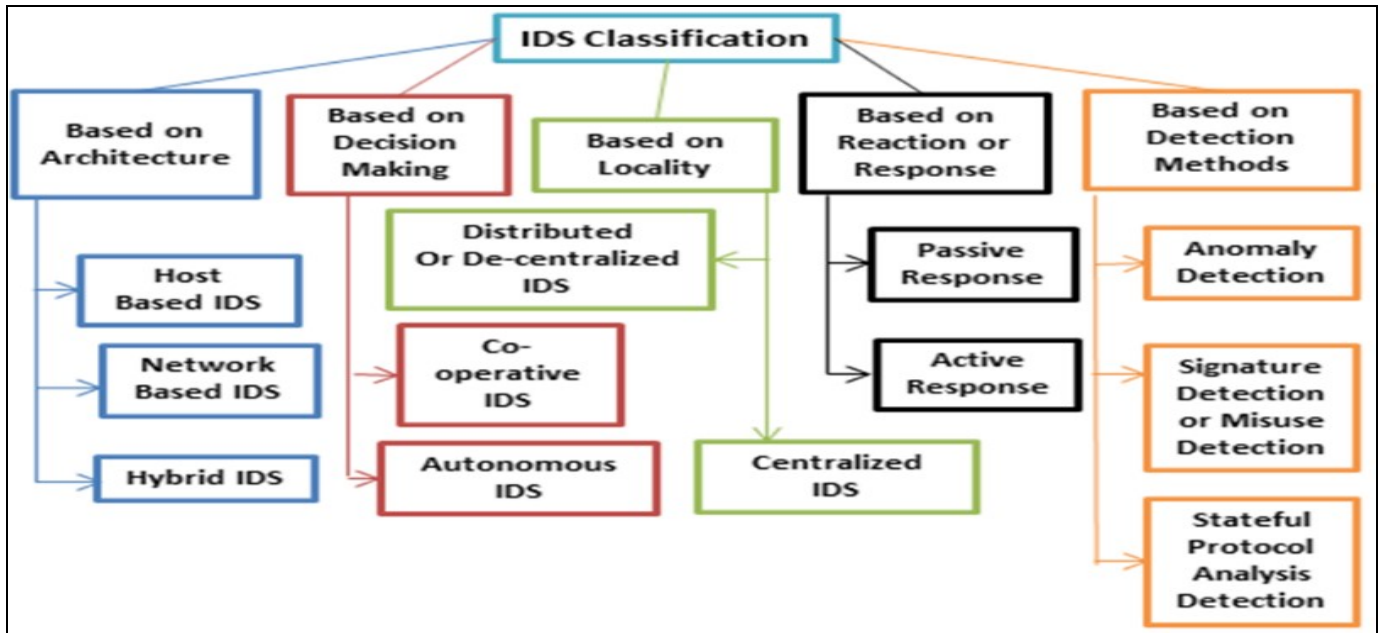 IDS Classification
Based on
Architecture
Host
Based IDS
Network
Based IDS
Hybrid IDS
Based on
Decision
Making
Co-
operative
IDS
Autonomous
IDS
Based on
Locality
Distributed
Or De-centralized
IDS
Centralized
IDS
Based on
Reaction or
Response
Passive
Response
Active
Response
Based on
Detection
Methods
Anomaly
Detection
Signature
Detection
or Misuse
Detection
Stateful
Protocol
Analysis
Detection